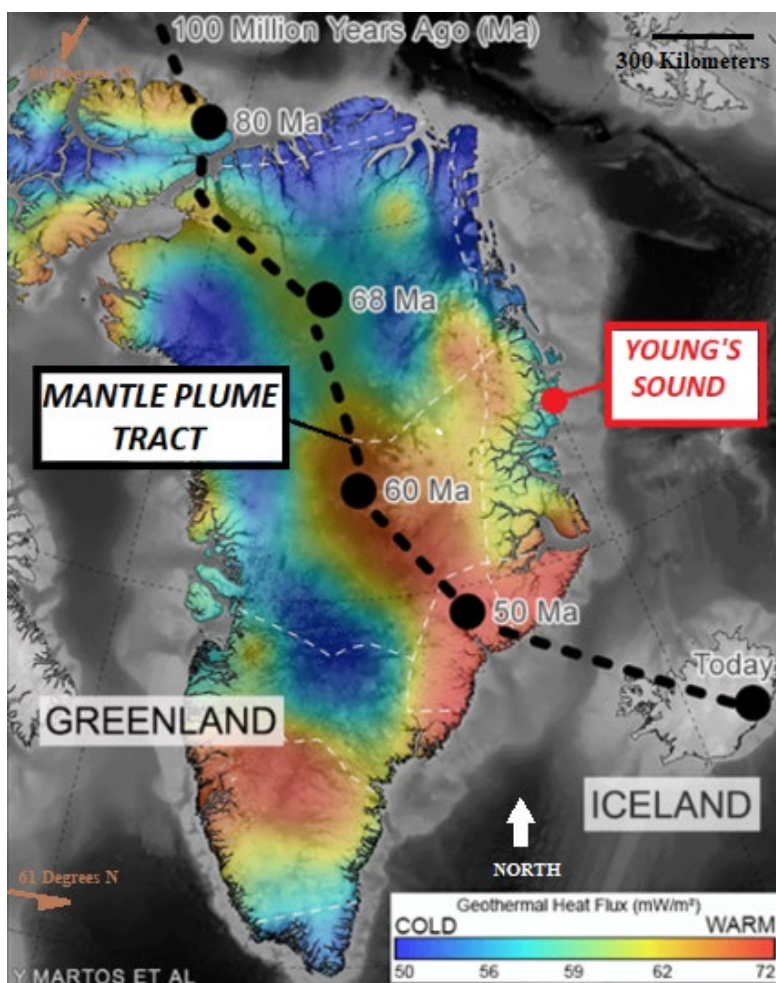 100 Million Years Ago (Ma)
300 Kilometers
80 Degrees N
80 Ma
68 Ma
YOUNG'S
SOUND
MANTLE PLUME
TRACT
60 Ma
50 Ma
Today
GREENLAND
ICELAND
NORTH
61 Degrees N
Geothermal Heat Flux (mW/m²)
COLD WARM
50 56 59 62 72
Y MARTOS ET AL